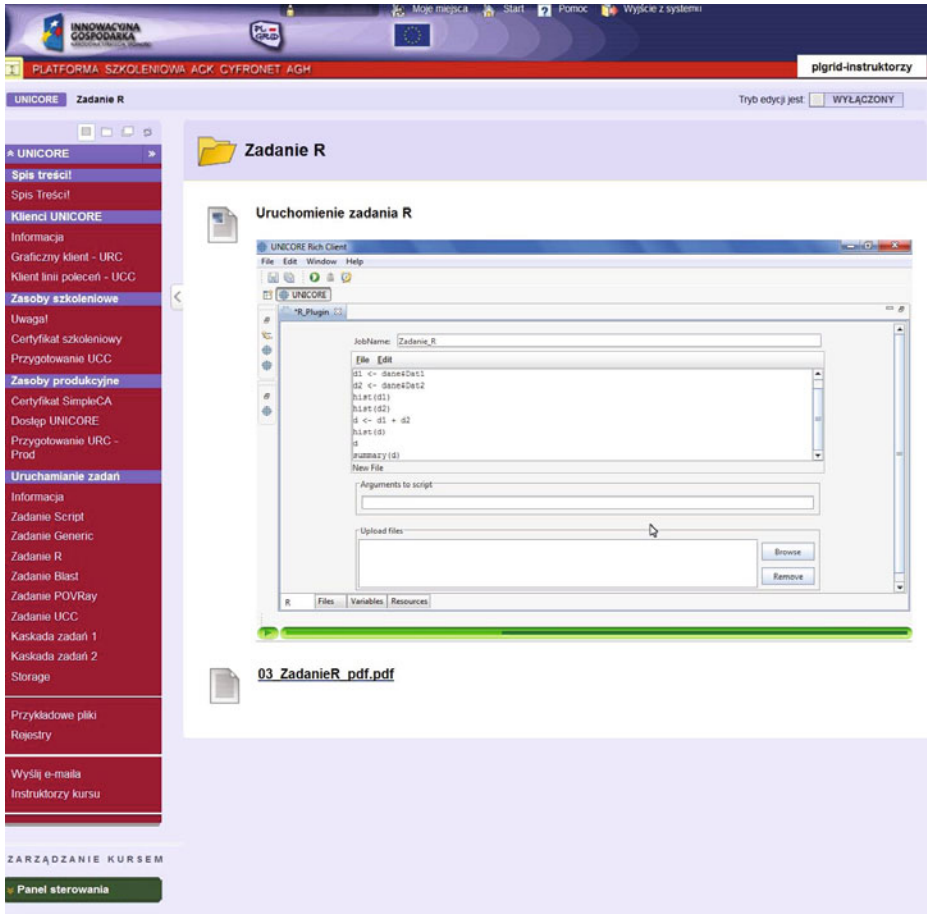 Moje miejsca Start ? Pomoc Wyjście z systemu
INNOWACYJNA
GOSPODARKA
PL-
GRID
PLATFORMA SZKOLENIOWA ACK CYFRONET AGH
plgrid-instruktorzy
UNICORE Zadanie R
Tryb edycji jest: WYŁĄCZONY
UNICORE »
Spis treści!
Spis Treści!
Klienci UNICORE
Informacja
Graficzny klient - URC
Klient linii poleceń - UCC
Zasoby szkoleniowe
Uwaga!
Certyfikat szkoleniowy
Przygotowanie UCC
Zasoby produkcyjne
Certyfikat SimpleCA
Dostęp UNICORE
Przygotowanie URC -
Prod
Uruchamianie zadań
Informacja
Zadanie Script
Zadanie Generic
Zadanie R
Zadanie Blast
Zadanie POVRay
Zadanie UCC
Kaskada zadań 1
Kaskada zadań 2
Storage
Przykładowe pliki
Rejestry
Wyślij e-maila
Instruktorzy kursu
ZARZĄDZANIE KURSEM
Panel sterowania
Zadanie R
Uruchomienie zadania R
UNICORE Rich Client
File Edit Window Help
UNICORE
*R_Plugin
JobName: Zadanie_R
File Edit
d1 <- dane$Dat1
d2 <- dane$Dat2
hist(d1)
hist(d2)
d <- d1 + d2
hist(d)
d
summary(d)
New File
Arguments to script
Upload files
Browse
Remove
R Files Variables Resources
03_ZadanieR_pdf.pdf